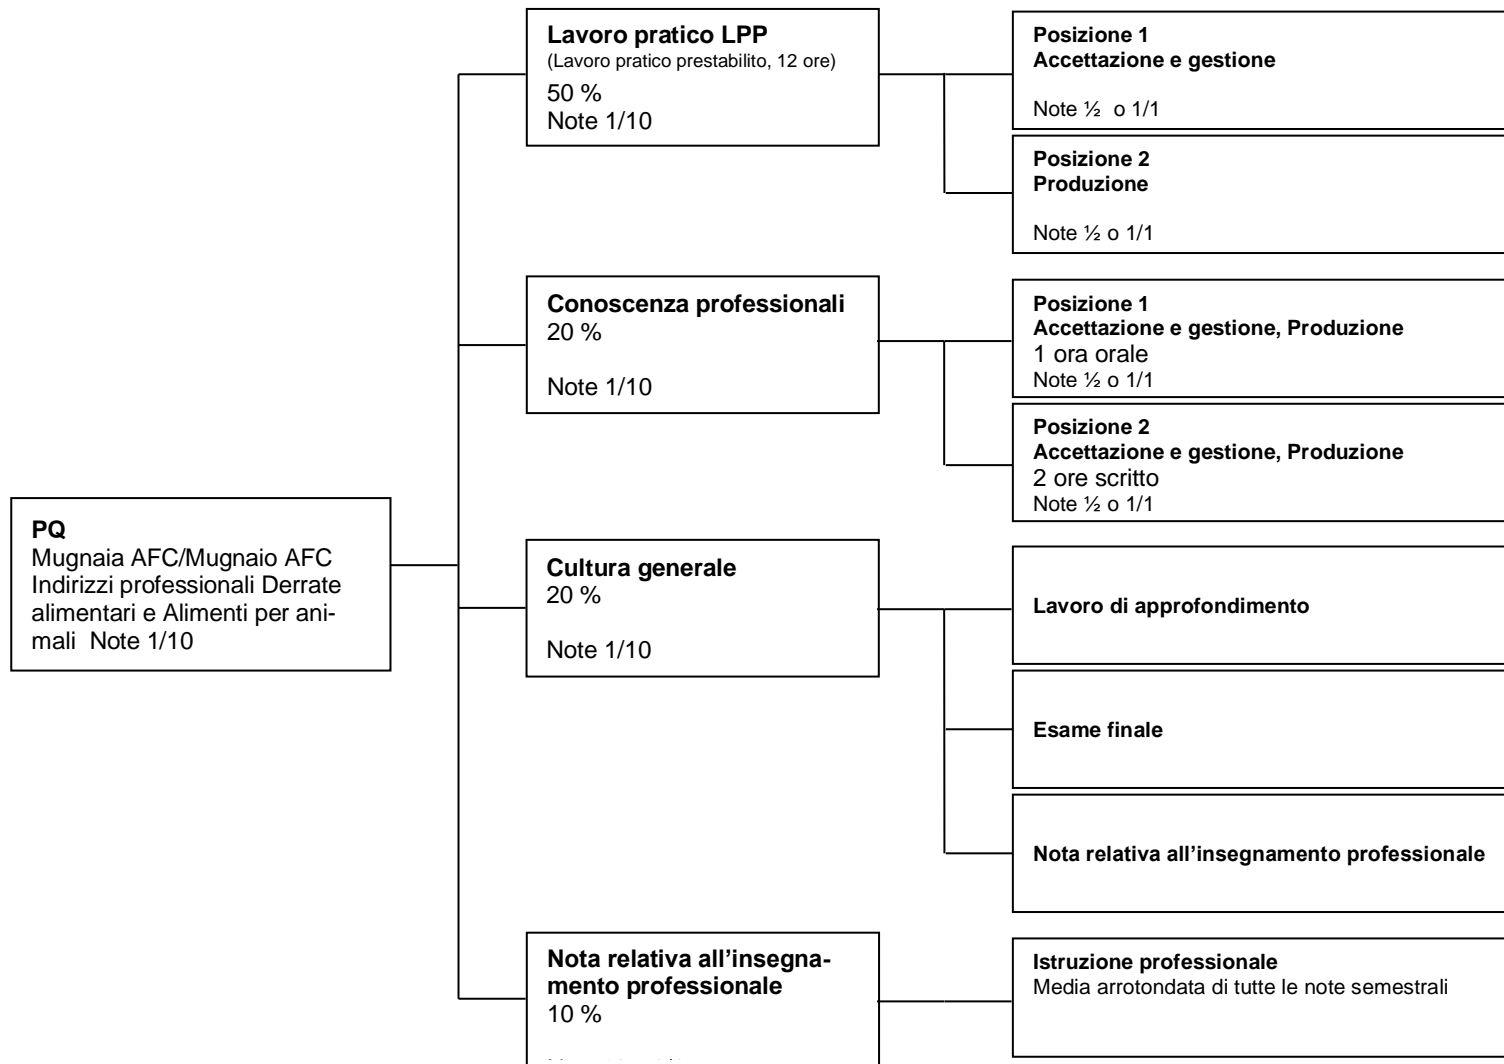 Lavoro pratico LPP
(Lavoro pratico prestabilito, 12 ore)
50 %
Note 1/10
Posizione 1
Accettazione e gestione
Note ½ o 1/1
Posizione 2
Produzione
Note ½ o 1/1
Conoscenza professionali
20 %
Note 1/10
Posizione 1
Accettazione e gestione, Produzione
1 ora orale
Note ½ o 1/1
Posizione 2
Accettazione e gestione, Produzione
2 ore scritto
Note ½ o 1/1
PQ
Mugnaia AFC/Mugnaio AFC
Indirizzi professionali Derrate
alimentari e Alimenti per ani-
mali Note 1/10
Cultura generale
20 %
Note 1/10
Lavoro di approfondimento
Esame finale
Nota relativa all’insegnamento professionale
Nota relativa all’insegna-
mento professionale
10 %
Istruzione professionale
Media arrotondata di tutte le note semestrali